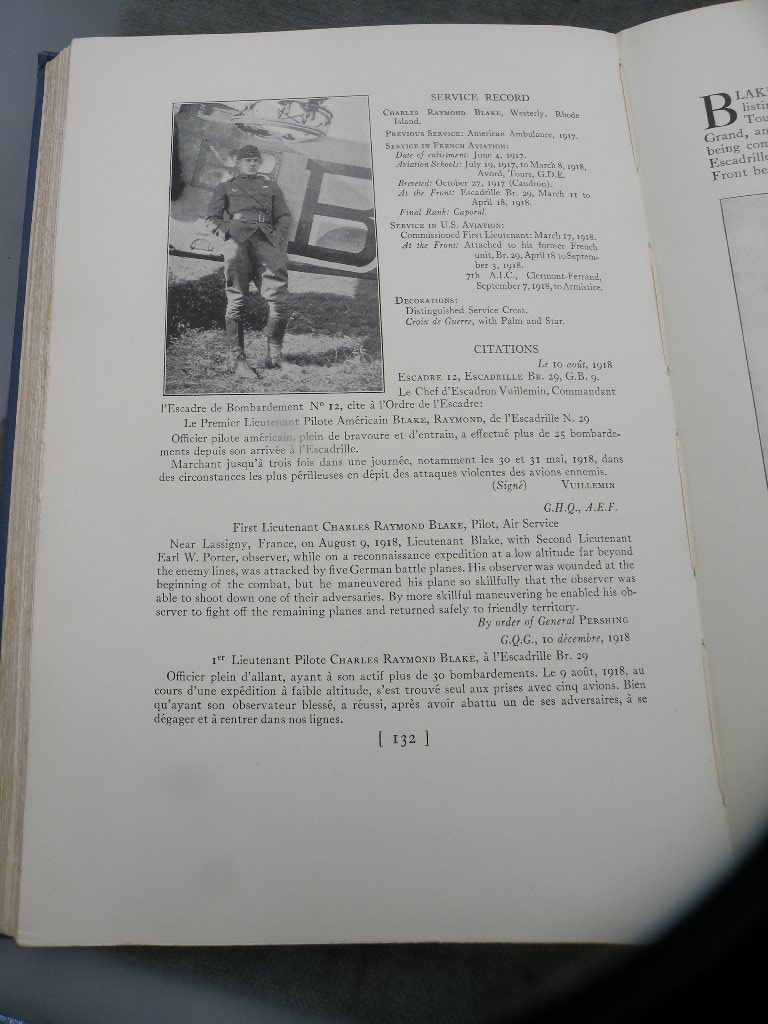 SERVICE RECORD
CHARLES RAYMOND BLAKE, Westerly, Rhode
Island.
PREVIOUS SERVICE: American Ambulance, 1917.
SERVICE IN FRENCH AVIATION:
Date of enlistment: June 4, 1917.
Aviation Schools: July 19, 1917, to March 8, 1918,
Avord, Tours, G.D.E.
Breveted: October 27, 1917 (Caudron).
At the Front: Escadrille Br. 29, March 11 to
April 18, 1918.
Final Rank: Caporal.
SERVICE IN U.S. AVIATION:
Commissioned First Lieutenant: March 17, 1918.
At the Front: Attached to his former French
unit, Br. 29, April 18 to Septem-
ber 3, 1918.
7th A.I.C., Clermont-Ferrand,
September 7, 1918, to Armistice.
DECORATIONS:
Distinguished Service Cross.
Croix de Guerre, with Palm and Star.
CITATIONS
Le 10 août, 1918
ESCADRE 12, ESCADRILLE BR. 29, G.B. 9.
Le Chef d'Escadron Vuillemin, Commandant
l'Escadre de Bombardement N° 12, cite à l'Ordre de l'Escadre:
Le Premier Lieutenant Pilote Américain BLAKE, RAYMOND, de l'Escadrille N. 29
Officier pilote américain, plein de bravoure et d'entrain, a effectué plus de 25 bombarde-
ments depuis son arrivée à l'Escadrille.
Marchant jusqu'à trois fois dans une journée, notamment les 30 et 31 mai, 1918, dans
des circonstances les plus périlleuses en dépit des attaques violentes des avions ennemis.
(Signé) VUILLEMIN
G.H.Q., A.E.F.
First Lieutenant CHARLES RAYMOND BLAKE, Pilot, Air Service
Near Lassigny, France, on August 9, 1918, Lieutenant Blake, with Second Lieutenant
Earl W. Porter, observer, while on a reconnaissance expedition at a low altitude far beyond
the enemy lines, was attacked by five German battle planes. His observer was wounded at the
beginning of the combat, but he maneuvered his plane so skillfully that the observer was
able to shoot down one of their adversaries. By more skillful maneuvering he enabled his ob-
server to fight off the remaining planes and returned safely to friendly territory.
By order of General PERSHING
G.Q.G., 10 décembre, 1918
1er Lieutenant Pilote CHARLES RAYMOND BLAKE, à l'Escadrille Br. 29
Officier plein d'allant, ayant à son actif plus de 30 bombardements. Le 9 août, 1918, au
cours d'une expédition à faible altitude, s'est trouvé seul aux prises avec cinq avions. Bien
qu'ayant son observateur blessé, a réussi, après avoir abattu un de ses adversaires, à se
dégager et à rentrer dans nos lignes.
[ 132 ]
B
BLAK
listi
Tou
Grand, an
being con
Escadrille
Front be